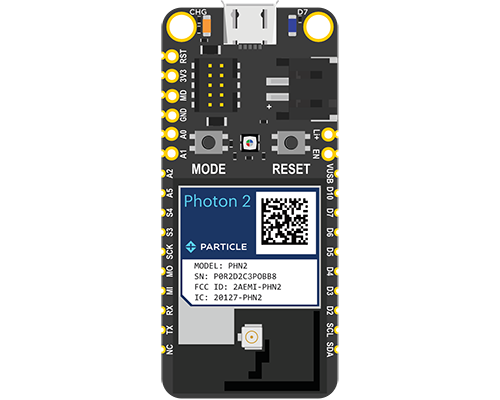 CHG
D7
RST
3V3
MD
GND
A0
A1
A2
A5
S4
S3
SCK
MO
MI
RX
TX
NC
+
Li+
EN
VUSB
D10
D7
D6
D5
D4
D3
D2
SCL
SDA
MODE
RESET
Photon 2
PARTICLE
MODEL: PHN2
SN: P0R2D2C3POBB8
FCC ID: 2AEMI-PHN2
IC: 20127-PHN2